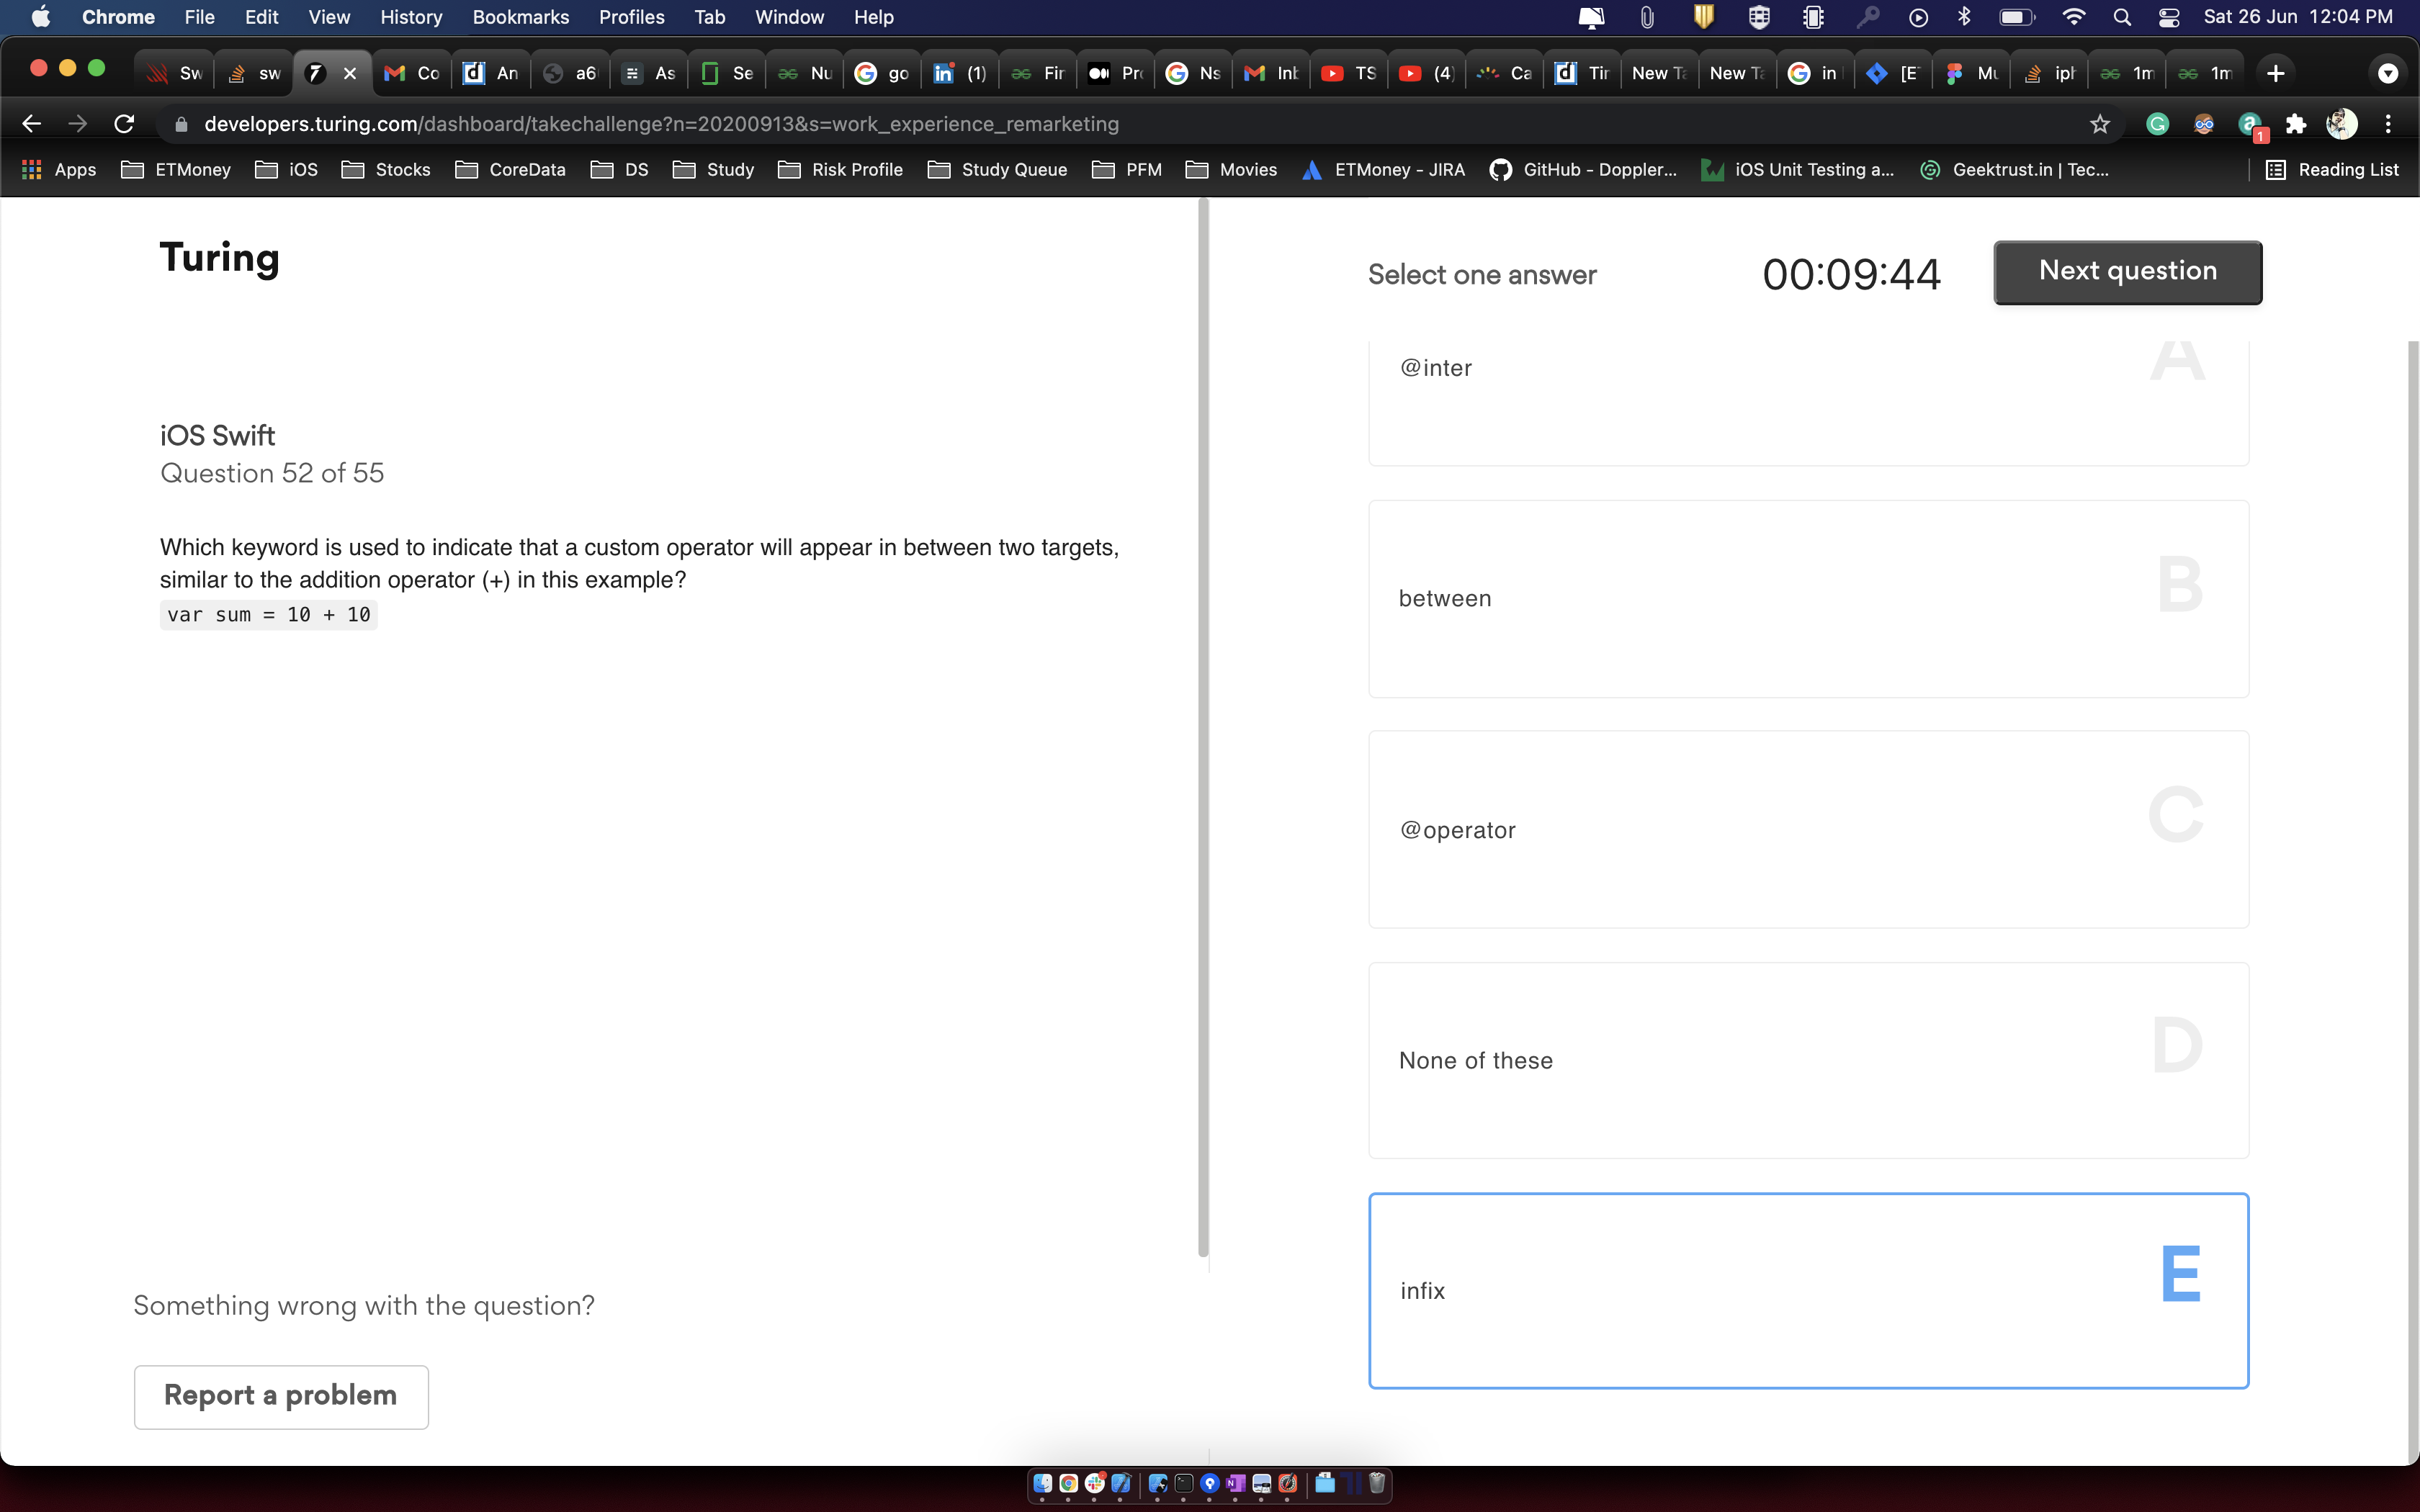 Chrome File Edit View History Bookmarks Profiles Tab Window Help Sat 26 Jun 12:04 PM
Sw sw Co An a6 As Se Nu go (1) Fir Pro Ns Inb TS (4) Ca Tir New Ta New Ta in [E Mu iph 1m 1m
developers.turing.com/dashboard/takechallenge?n=20200913&s=work_experience_remarketing 1
Apps ETMoney iOS Stocks CoreData DS Study Risk Profile Study Queue PFM Movies ETMoney - JIRA GitHub - Doppler... iOS Unit Testing a... Geektrust.in | Tec... Reading List
Turing
iOS Swift
Question 52 of 55
Which keyword is used to indicate that a custom operator will appear in between two targets,
similar to the addition operator (+) in this example?
var sum = 10 + 10
Something wrong with the question?
Report a problem
Select one answer 00:09:44 Next question
@inter A
between B
@operator C
None of these D
infix E